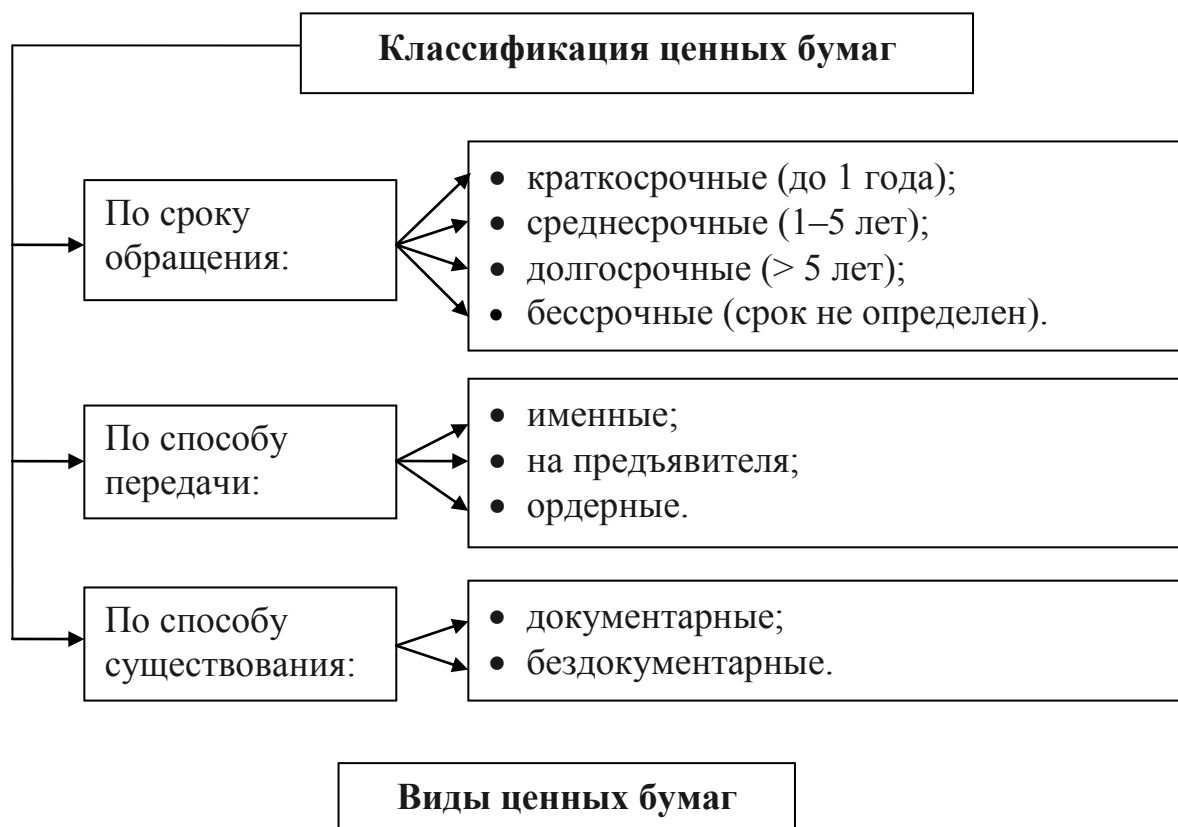 Классификация ценных бумаг
По сроку
обращения:
• краткосрочные (до 1 года);
• среднесрочные (1–5 лет);
• долгосрочные (> 5 лет);
• бессрочные (срок не определен).
По способу
передачи:
• именные;
• на предъявителя;
• ордерные.
По способу
существования:
• документарные;
• бездокументарные.
Виды ценных бумаг